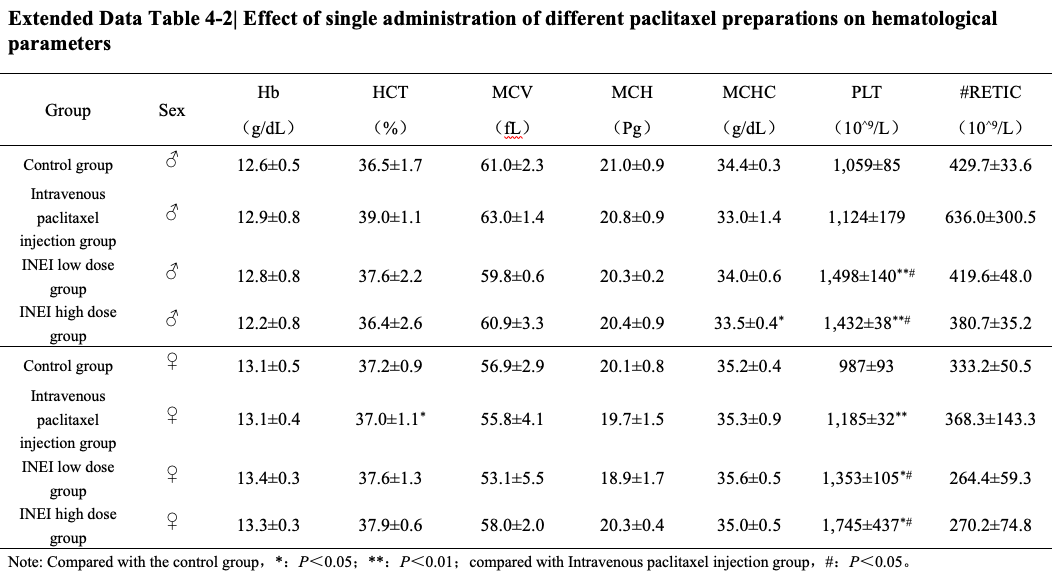 Extended Data Table 4-2| Effect of single administration of different paclitaxel preparations on hematological
parameters
Group Sex Hb HCT MCV MCH MCHC PLT #RETIC
（g/dL） （%） （fL） （Pg） （g/dL） （10^9/L） （10^9/L）
Control group ♂ 12.6±0.5 36.5±1.7 61.0±2.3 21.0±0.9 34.4±0.3 1,059±85 429.7±33.6
Intravenous
paclitaxel ♂ 12.9±0.8 39.0±1.1 63.0±1.4 20.8±0.9 33.0±1.4 1,124±179 636.0±300.5
injection group
INEI low dose
group ♂ 12.8±0.8 37.6±2.2 59.8±0.6 20.3±0.2 34.0±0.6 1,498±140**# 419.6±48.0
INEI high dose
group ♂ 12.2±0.8 36.4±2.6 60.9±3.3 20.4±0.9 33.5±0.4* 1,432±38**# 380.7±35.2
Control group ♀ 13.1±0.5 37.2±0.9 56.9±2.9 20.1±0.8 35.2±0.4 987±93 333.2±50.5
Intravenous
paclitaxel ♀ 13.1±0.4 37.0±1.1* 55.8±4.1 19.7±1.5 35.3±0.9 1,185±32** 368.3±143.3
injection group
INEI low dose
group ♀ 13.4±0.3 37.6±1.3 53.1±5.5 18.9±1.7 35.6±0.5 1,353±105*# 264.4±59.3
INEI high dose
group ♀ 13.3±0.3 37.9±0.6 58.0±2.0 20.3±0.4 35.0±0.5 1,745±437*# 270.2±74.8
Note: Compared with the control group，*：P＜0.05；**：P＜0.01；compared with Intravenous paclitaxel injection group，#：P＜0.05。